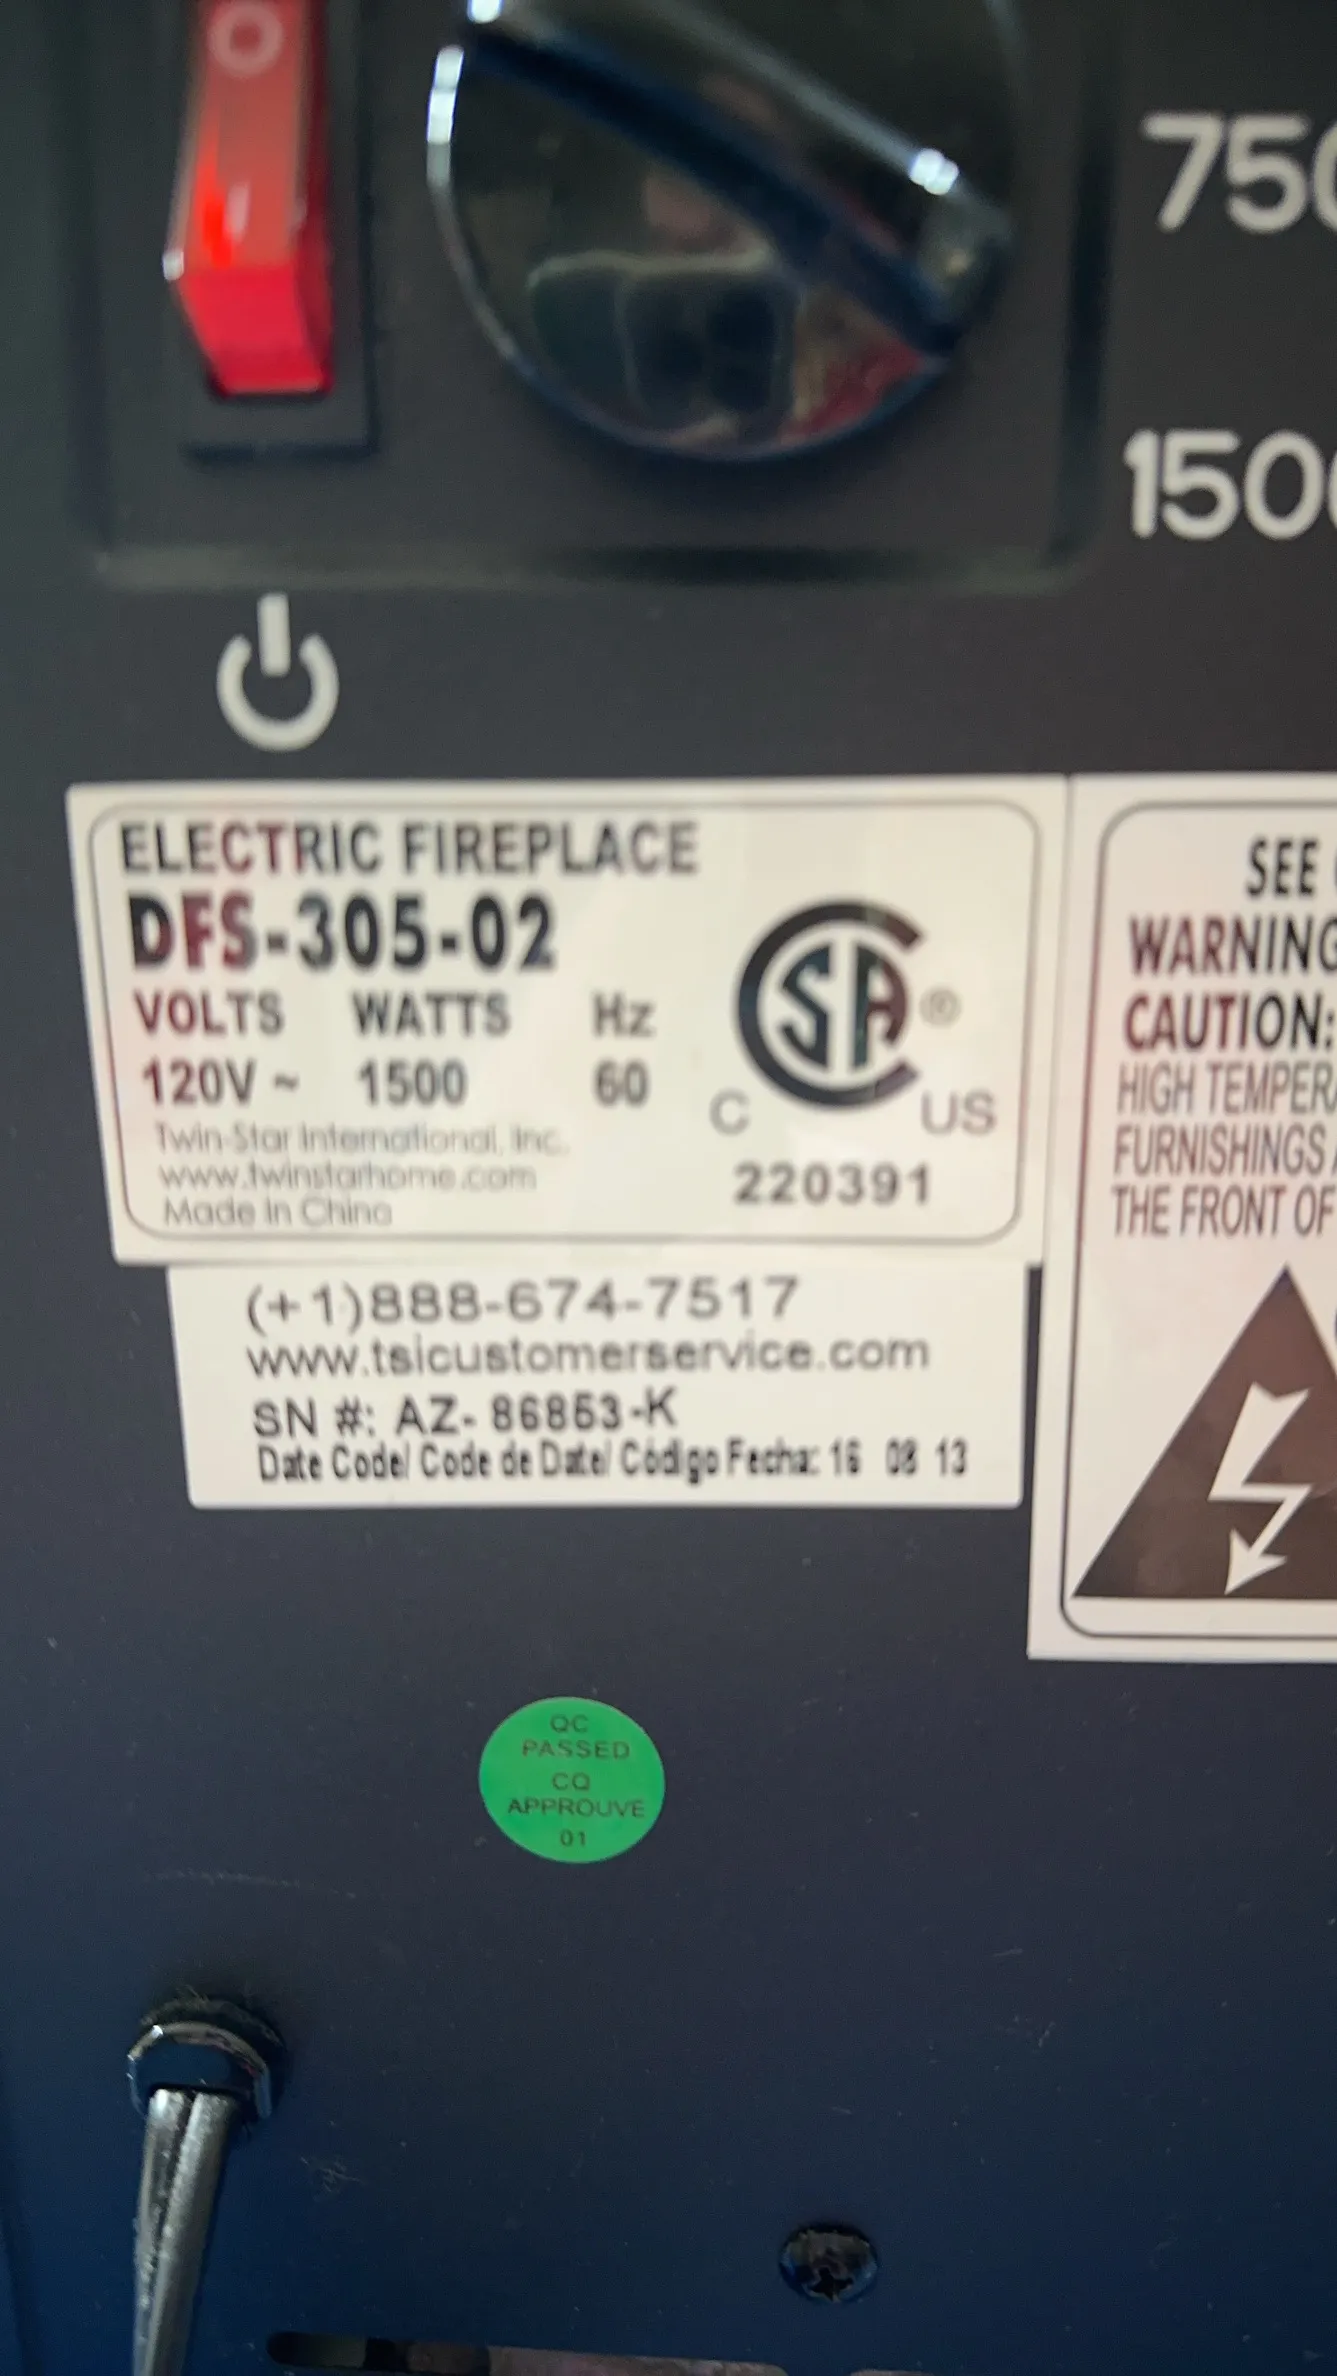 750
1500
ELECTRIC FIREPLACE
DFS-305-02
VOLTS WATTS Hz
120V ~ 1500 60
Twin-Star International, Inc.
www.twinstarhome.com
Made in China
CSA ®
C US
220391
(+1)888-674-7517
www.tsicustomerservice.com
SN #: AZ- 86853-K
Date Code/ Code de Date/ Código Fecha: 16 08 13
SEE
WARNING
CAUTION:
HIGH TEMPERA
FURNISHINGS
THE FRONT OF
QC
PASSED
CQ
APPROUVE
01